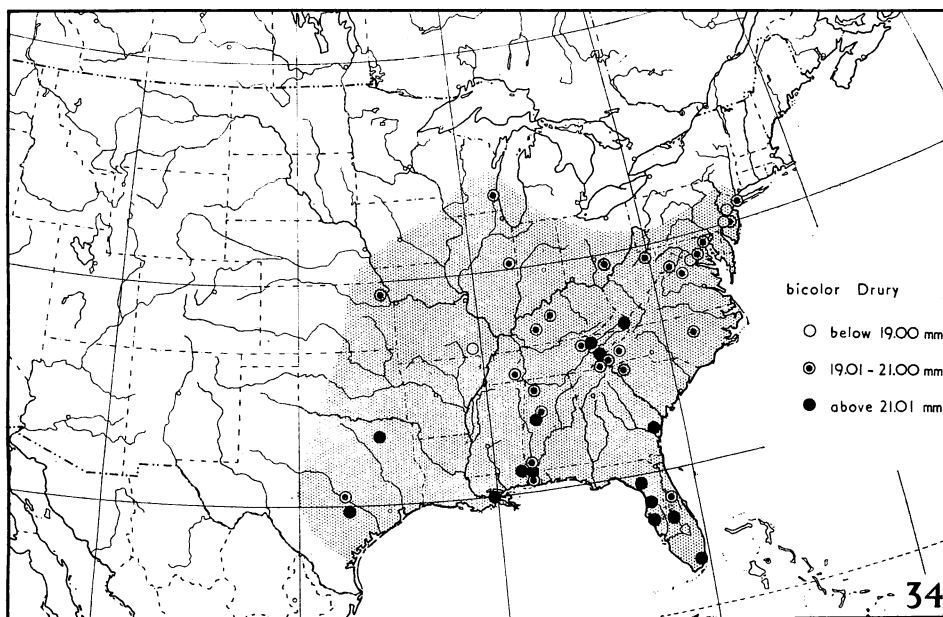 bicolor Drury
below 19.00 mm
19.01 - 21.00 mm
above 21.01 mm
34